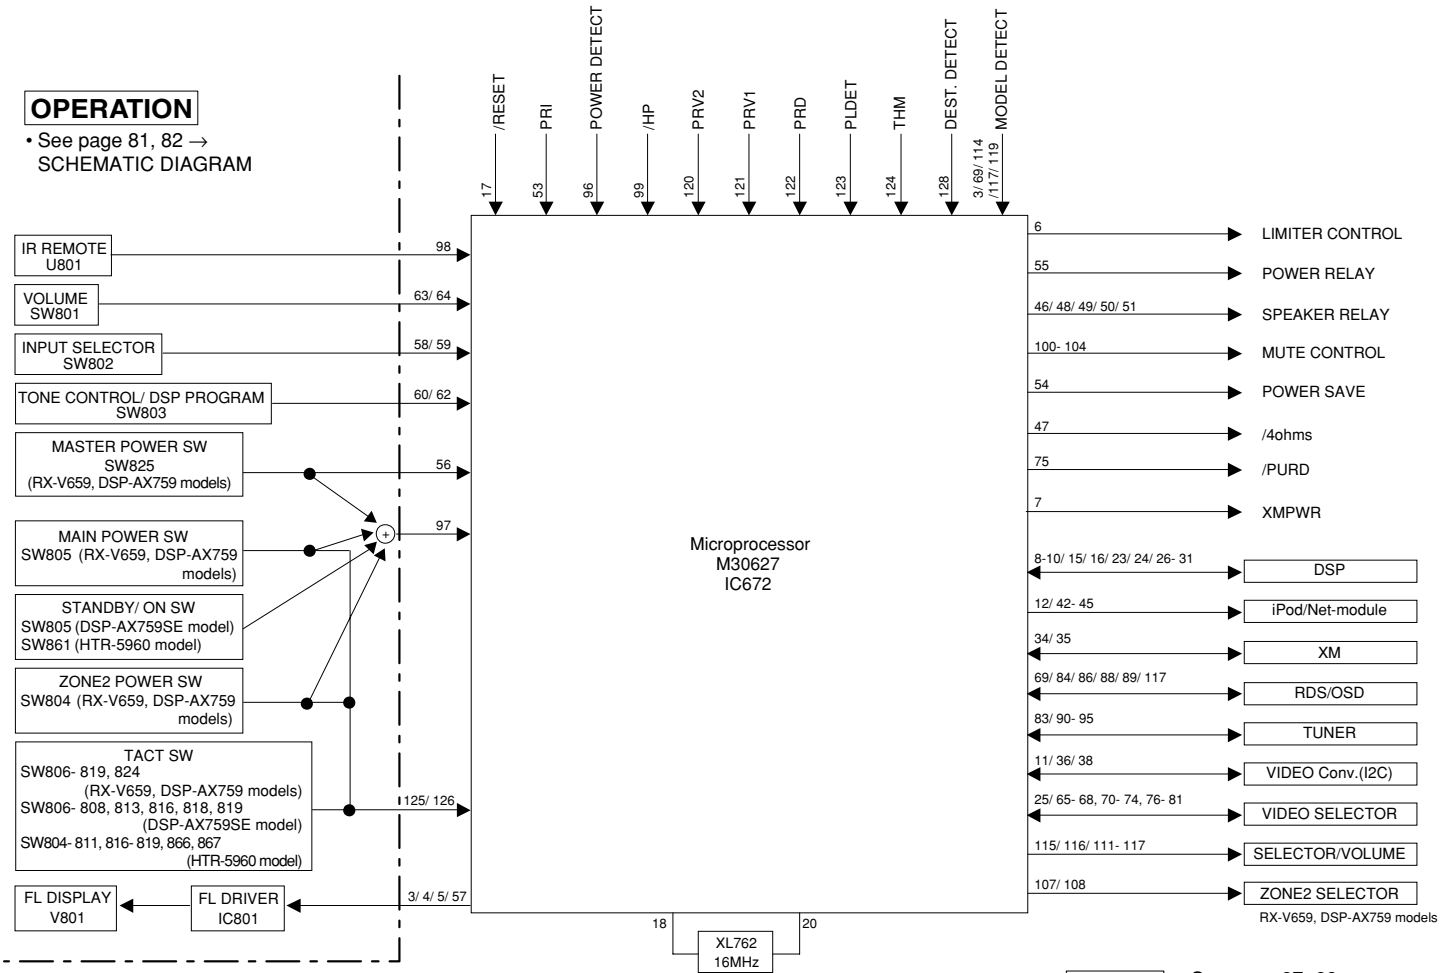 OPERATION
• See page 81, 82 →
SCHEMATIC DIAGRAM
/RESET
PRI
POWER DETECT
/HP
PRV2
PRV1
PRD
PLDET
THM
DEST. DETECT
MODEL DETECT
17
53
96
99
120
121
122
123
124
128
3/ 69/ 114
/117/ 119
IR REMOTE
U801
98
VOLUME
SW801
63/ 64
INPUT SELECTOR
SW802
58/ 59
TONE CONTROL/ DSP PROGRAM
SW803
60/ 62
MASTER POWER SW
SW825
(RX-V659, DSP-AX759 models)
56
MAIN POWER SW
SW805 (RX-V659, DSP-AX759
models)
+
97
STANDBY/ ON SW
SW805 (DSP-AX759SE model)
SW861 (HTR-5960 model)
ZONE2 POWER SW
SW804 (RX-V659, DSP-AX759
models)
TACT SW
SW806- 819, 824
(RX-V659, DSP-AX759 models)
SW806- 808, 813, 816, 818, 819
(DSP-AX759SE model)
SW804- 811, 816- 819, 866, 867
(HTR-5960 model)
125/ 126
FL DISPLAY
V801
FL DRIVER
IC801
3/ 4/ 5/ 57
Microprocessor
M30627
IC672
18
20
XL762
16MHz
6
LIMITER CONTROL
55
POWER RELAY
46/ 48/ 49/ 50/ 51
SPEAKER RELAY
100- 104
MUTE CONTROL
54
POWER SAVE
47
/4ohms
75
/PURD
7
XMPWR
8-10/ 15/ 16/ 23/ 24/ 26- 31
DSP
12/ 42- 45
iPod/Net-module
34/ 35
XM
69/ 84/ 86/ 88/ 89/ 117
RDS/OSD
83/ 90- 95
TUNER
11/ 36/ 38
VIDEO Conv.(I2C)
25/ 65- 68, 70- 74, 76- 81
VIDEO SELECTOR
115/ 116/ 111- 117
SELECTOR/VOLUME
107/ 108
ZONE2 SELECTOR
RX-V659, DSP-AX759 models